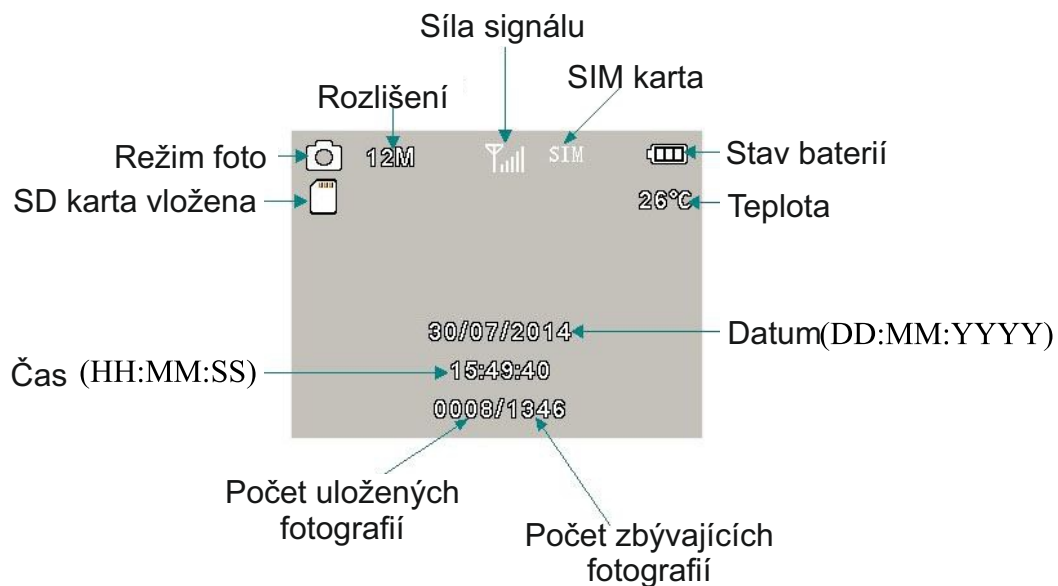 Síla signálu
SIM karta
Rozlišení
Režim foto
12M
SIM
Stav baterií
SD karta vložena
26°C
Teplota
30/07/2014
Datum(DD:MM:YYYY)
Čas (HH:MM:SS)
15:49:40
0008/1346
Počet uložených
fotografií
Počet zbývajících
fotografií